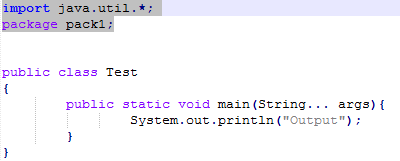 import java.util.*;
package pack1;
public class Test
{
public static void main(String... args){
System.out.println("Output");
}
}